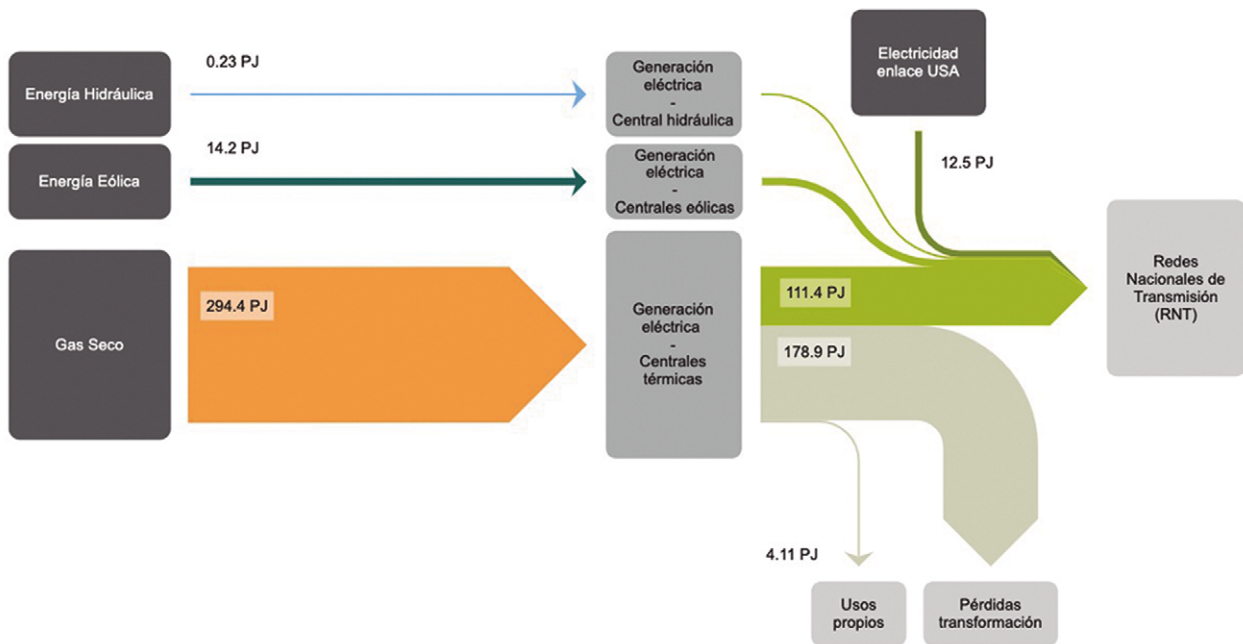 Energía Hidráulica
0.23 PJ
Generación
eléctrica
-
Central hidráulica
Electricidad
enlace USA
12.5 PJ
Energía Eólica
14.2 PJ
Generación
eléctrica
-
Centrales eólicas
Gas Seco
294.4 PJ
Generación
eléctrica
-
Centrales
térmicas
111.4 PJ
178.9 PJ
Redes
Nacionales de
Transmisión
(RNT)
4.11 PJ
Usos
propios
Pérdidas
transformación